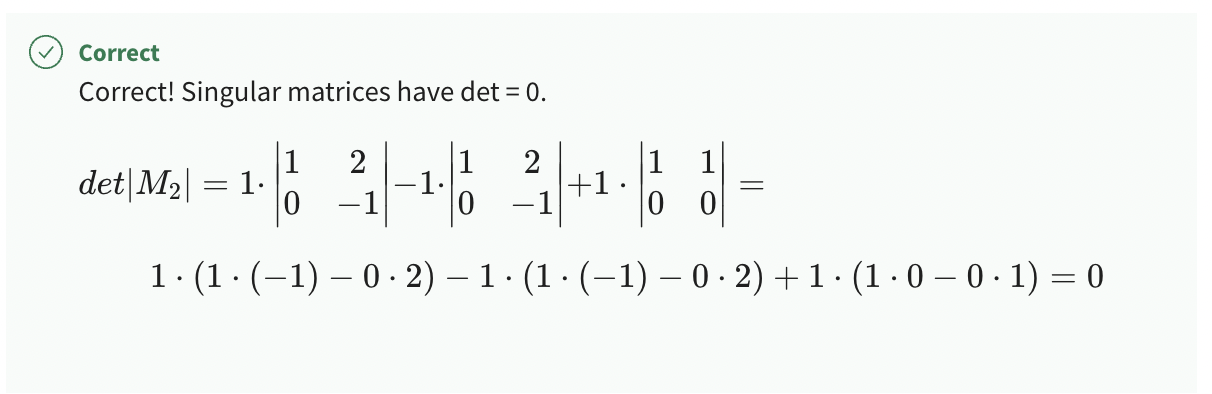 Correct
Correct! Singular matrices have det = 0.
det|M₂| = 1· |1 2| −1· |1 2| +1 · |1 1| =
|0 −1| |0 −1| |0 0|
1 · (1 · (−1) − 0 · 2) − 1 · (1 · (−1) − 0 · 2) + 1 · (1 · 0 − 0 · 1) = 0